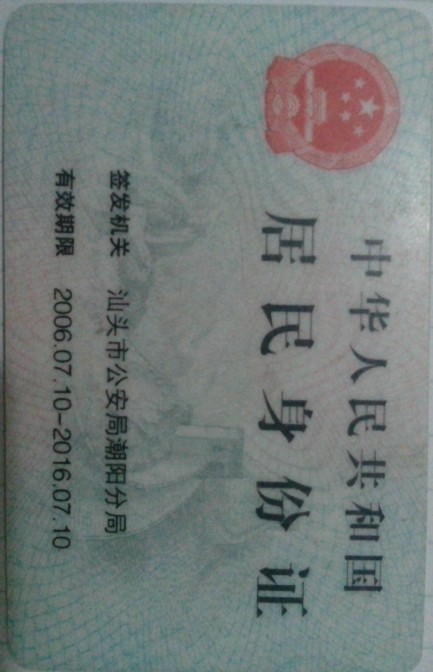 中华人民共和国
居民身份证
签发机关 汕头市公安局潮阳分局
有效期限 2006.07.10-2016.07.10